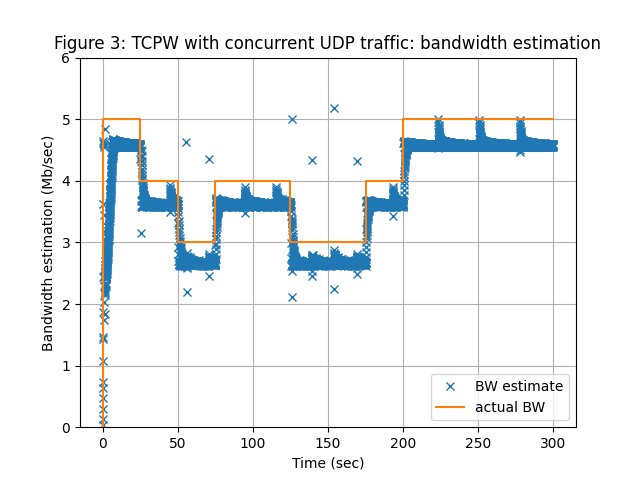 Figure 3: TCPW with concurrent UDP traffic: bandwidth estimation
6
5
4
3
2
1
0
Bandwidth estimation (Mb/sec)
BW estimate
actual BW
0 50 100 150 200 250 300
Time (sec)